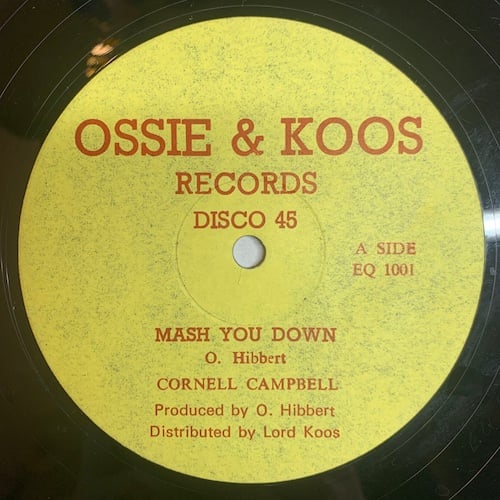 OSSIE & KOOS
RECORDS
DISCO 45
A SIDE
EQ 1001
MASH YOU DOWN
O. Hibbert
CORNELL CAMPBELL
Produced by O. Hibbert
Distributed by Lord Koos